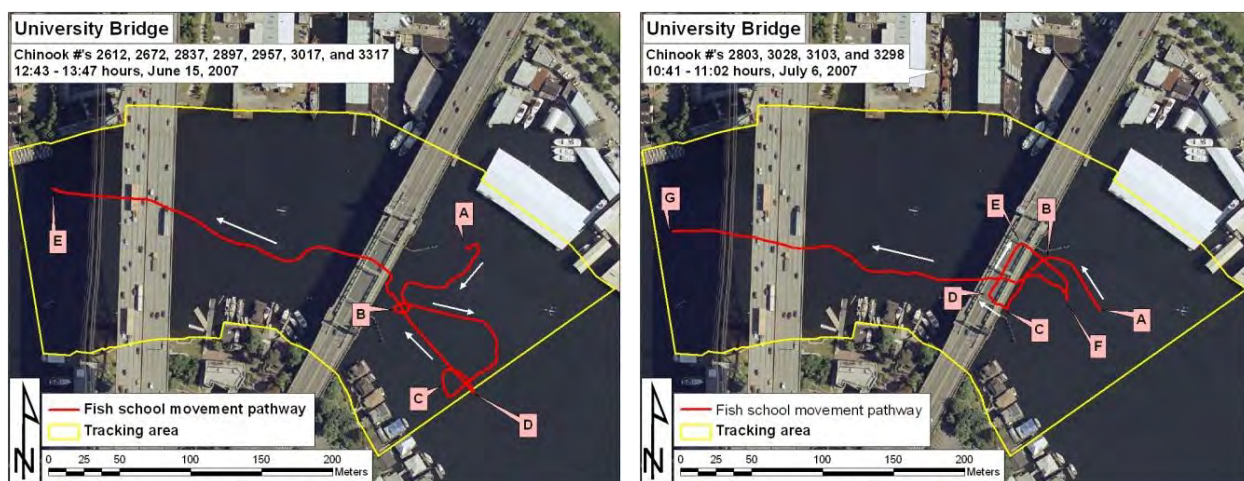 University Bridge
Chinook #'s 2612, 2672, 2837, 2897, 2957, 3017, and 3317
12:43 - 13:47 hours, June 15, 2007
A
E
B
C
D
N
Fish school movement pathway
Tracking area
0 50 100 150 200
Meters
University Bridge
Chinook #'s 2803, 3028, 3103, and 3298
10:41 - 11:02 hours, July 6, 2007
G
E
B
D
C
A
F
N
Fish school movement pathway
Tracking area
0 50 100 150 200
Meters